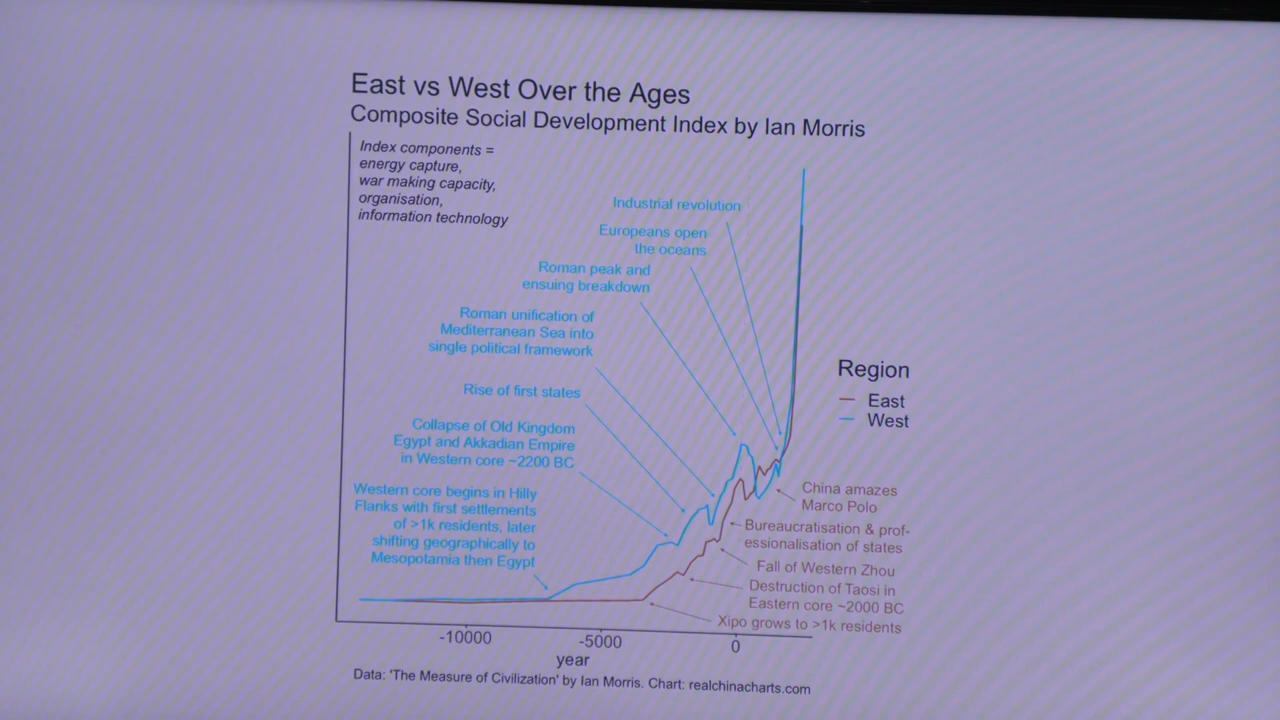 East vs West Over the Ages
Composite Social Development Index by Ian Morris
Index components =
energy capture,
war making capacity,
organisation,
information technology
Industrial revolution
Europeans open
the oceans
Roman peak and
ensuing breakdown
Roman unification of
Mediterranean Sea into
single political framework
Rise of first states
Collapse of Old Kingdom
Egypt and Akkadian Empire
in Western core ~2200 BC
Western core begins in Hilly
Flanks with first settlements
of >1k residents, later
shifting geographically to
Mesopotamia then Egypt
Region
East
West
China amazes
Marco Polo
Bureaucratisation & prof-
essionalisation of states
Fall of Western Zhou
Destruction of Taosi in
Eastern core ~2000 BC
Xipo grows to >1k residents
-10000 -5000 0
year
Data: 'The Measure of Civilization' by Ian Morris. Chart: realchinacharts.com